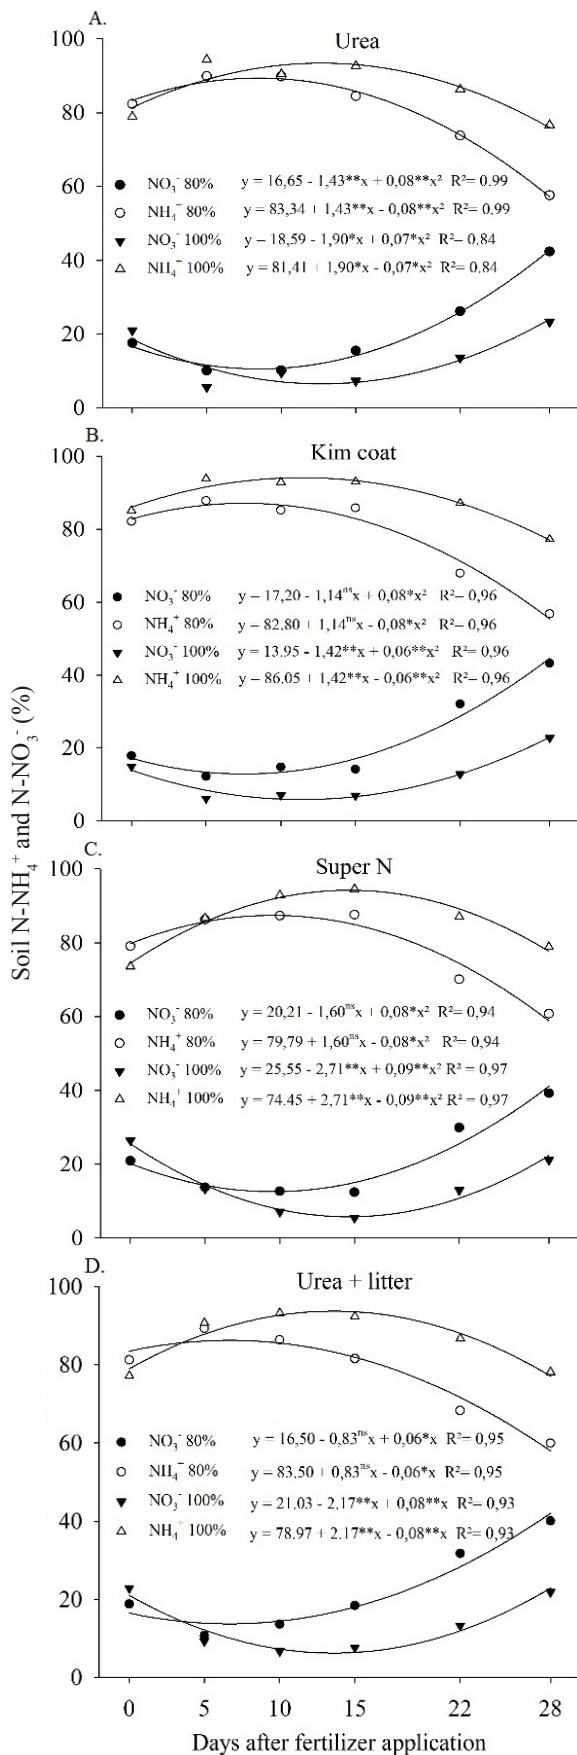 A.
Urea
100
80
NO₃⁻ 80% y = 16,65 - 1,43**x + 0,08**x² R²= 0.99
60
NH₄⁺ 80% y = 83,34 + 1,43**x - 0,08**x² R²= 0.99
NO₃⁻ 100% y = 18,59 - 1,90*x + 0,07*x² R²= 0.84
40
NH₄⁺ 100% y = 81,41 + 1,90*x - 0,07*x² R²= 0.84
20
0
B.
Kim coat
100
80
60
NO₃⁻ 80% y = 17,20 - 1,14ⁿˢx + 0,08*x² R²= 0,96
NH₄⁺ 80% y = 82.80 + 1,14ⁿˢx - 0,08*x² R²= 0,96
NO₃⁻ 100% y = 13.95 - 1,42**x + 0,06**x² R²= 0,96
40
NH₄⁺ 100% y = 86.05 + 1,42**x - 0,06**x² R²= 0,96
20
0
Soil N-NH₄⁺ and N-NO₃⁻ (%)
C.
Super N
100
80
60
NO₃⁻ 80% y = 20,21 - 1,60ⁿˢx + 0,08*x² R²= 0,94
NH₄⁺ 80% y = 79,79 + 1,60ⁿˢx - 0,08*x² R²= 0,94
NO₃⁻ 100% y = 25,55 - 2,71**x + 0,09**x² R² = 0,97
40
NH₄⁺ 100% y = 74.45 + 2,71**x - 0,09**x² R² = 0,97
20
0
D.
Urea + litter
100
80
NO₃⁻ 80% y = 16,50 - 0,83ⁿˢx + 0,06*x R²= 0,95
60
NH₄⁺ 80% y = 83.50 + 0,83ⁿˢx - 0,06*x R²= 0,95
NO₃⁻ 100% y = 21.03 - 2,17**x + 0,08**x R²= 0,93
40
NH₄⁺ 100% y = 78.97 + 2.17**x - 0,08**x R²= 0,93
20
0
0 5 10 15 22 28
Days after fertilizer application